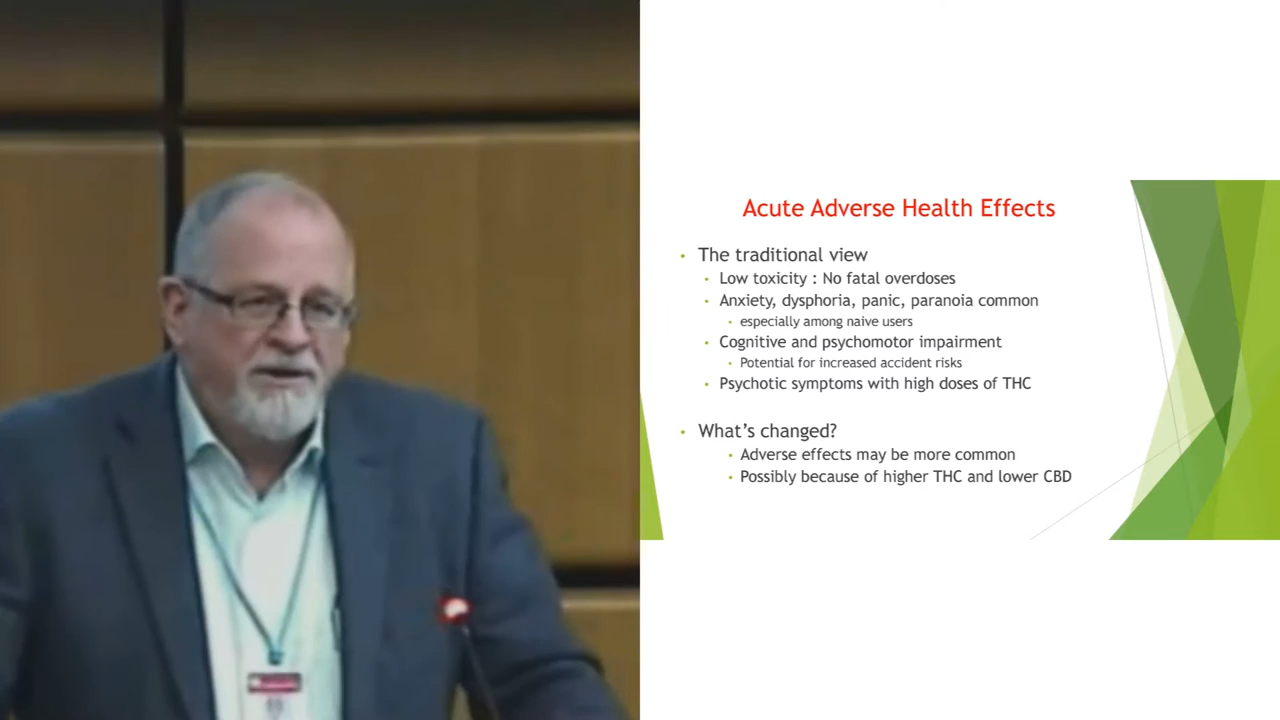 Acute Adverse Health Effects
• The traditional view
• Low toxicity : No fatal overdoses
• Anxiety, dysphoria, panic, paranoia common
• especially among naive users
• Cognitive and psychomotor impairment
• Potential for increased accident risks
• Psychotic symptoms with high doses of THC
• What's changed?
• Adverse effects may be more common
• Possibly because of higher THC and lower CBD